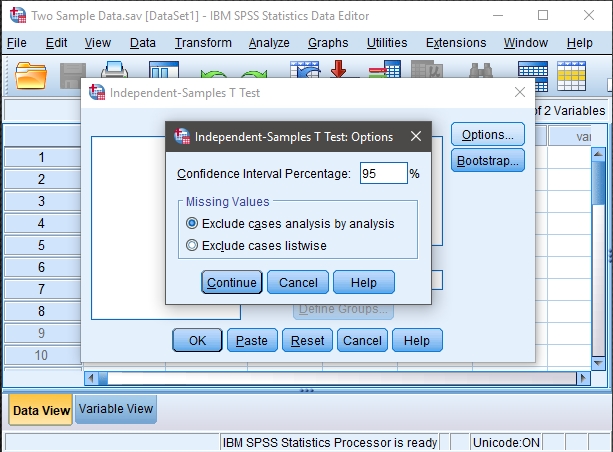 Two Sample Data.sav [DataSet1] - IBM SPSS Statistics Data Editor
File Edit View Data Transform Analyze Graphs Utilities Extensions Window Help
Independent-Samples T Test
of 2 Variables
Options...
Bootstrap...
Independent-Samples T Test: Options
Confidence Interval Percentage: 95 %
Missing Values
Exclude cases analysis by analysis
Exclude cases listwise
Continue Cancel Help
Define Groups...
OK Paste Reset Cancel Help
var
1
2
3
4
5
6
7
8
9
10
Data View Variable View
IBM SPSS Statistics Processor is ready Unicode:ON